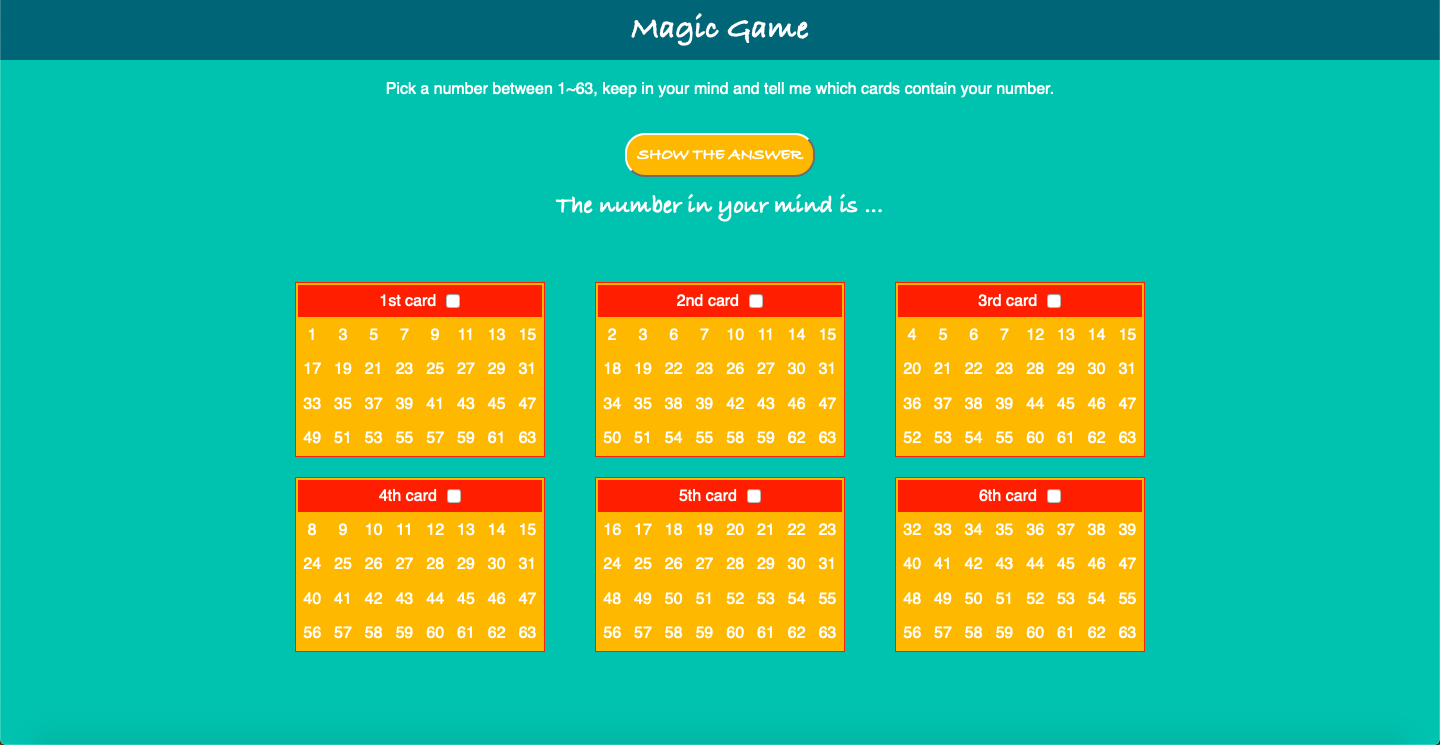 Magic Game
Pick a number between 1~63, keep in your mind and tell me which cards contain your number.
SHOW THE ANSWER
The number in your mind is ...
1st card
1 3 5 7 9 11 13 15
17 19 21 23 25 27 29 31
33 35 37 39 41 43 45 47
49 51 53 55 57 59 61 63
2nd card
2 3 6 7 10 11 14 15
18 19 22 23 26 27 30 31
34 35 38 39 42 43 46 47
50 51 54 55 58 59 62 63
3rd card
4 5 6 7 12 13 14 15
20 21 22 23 28 29 30 31
36 37 38 39 44 45 46 47
52 53 54 55 60 61 62 63
4th card
8 9 10 11 12 13 14 15
24 25 26 27 28 29 30 31
40 41 42 43 44 45 46 47
56 57 58 59 60 61 62 63
5th card
16 17 18 19 20 21 22 23
24 25 26 27 28 29 30 31
48 49 50 51 52 53 54 55
56 57 58 59 60 61 62 63
6th card
32 33 34 35 36 37 38 39
40 41 42 43 44 45 46 47
48 49 50 51 52 53 54 55
56 57 58 59 60 61 62 63